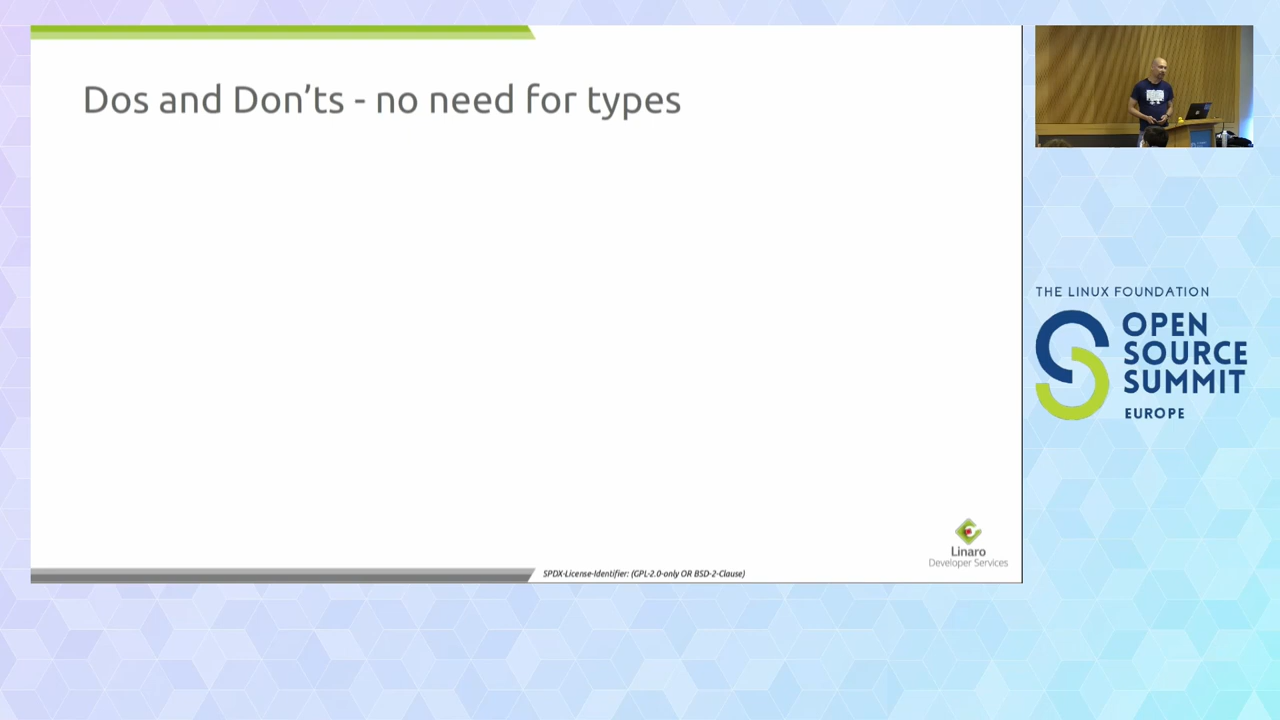 Dos and Don'ts - no need for types
Linaro
Developer Services
SPDX-License-Identifier: (GPL-2.0-only OR BSD-2-Clause)
THE LINUX FOUNDATION
OPEN
SOURCE
SUMMIT
EUROPE